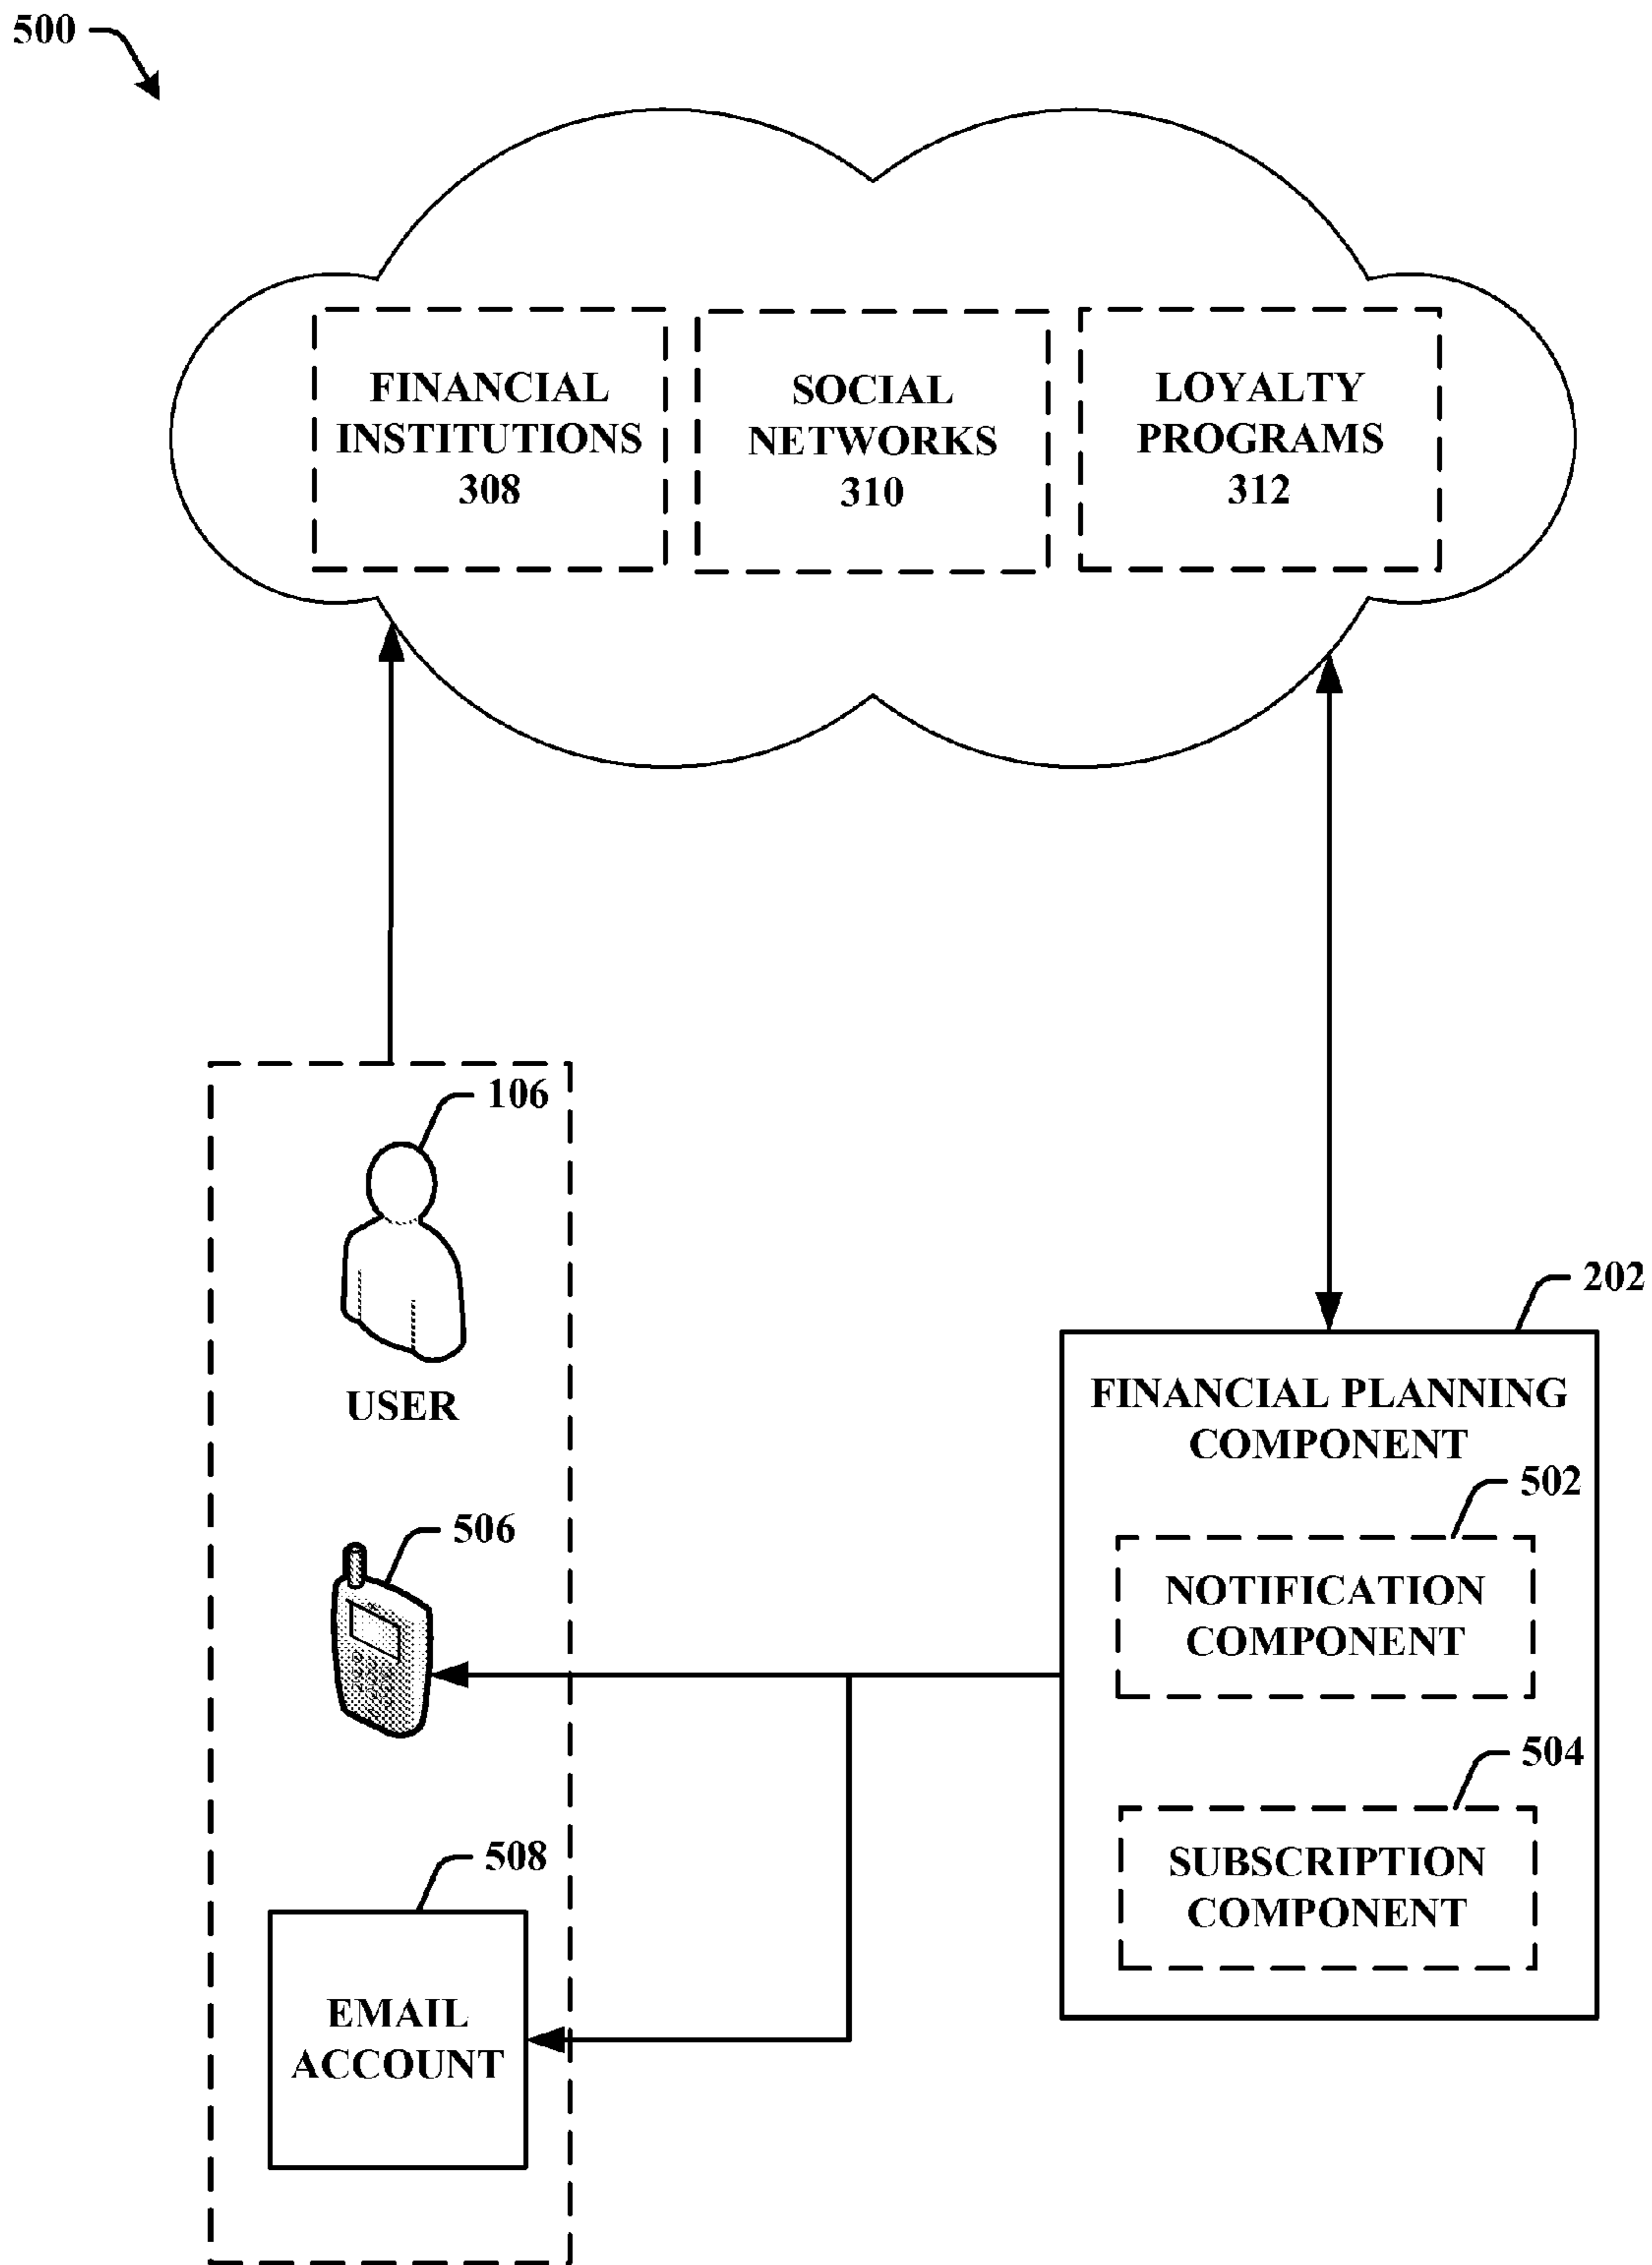 500
FINANCIAL
INSTITUTIONS
308
SOCIAL
NETWORKS
310
LOYALTY
PROGRAMS
312
106
USER
506
508
EMAIL
ACCOUNT
202
FINANCIAL PLANNING
COMPONENT
502
NOTIFICATION
COMPONENT
504
SUBSCRIPTION
COMPONENT